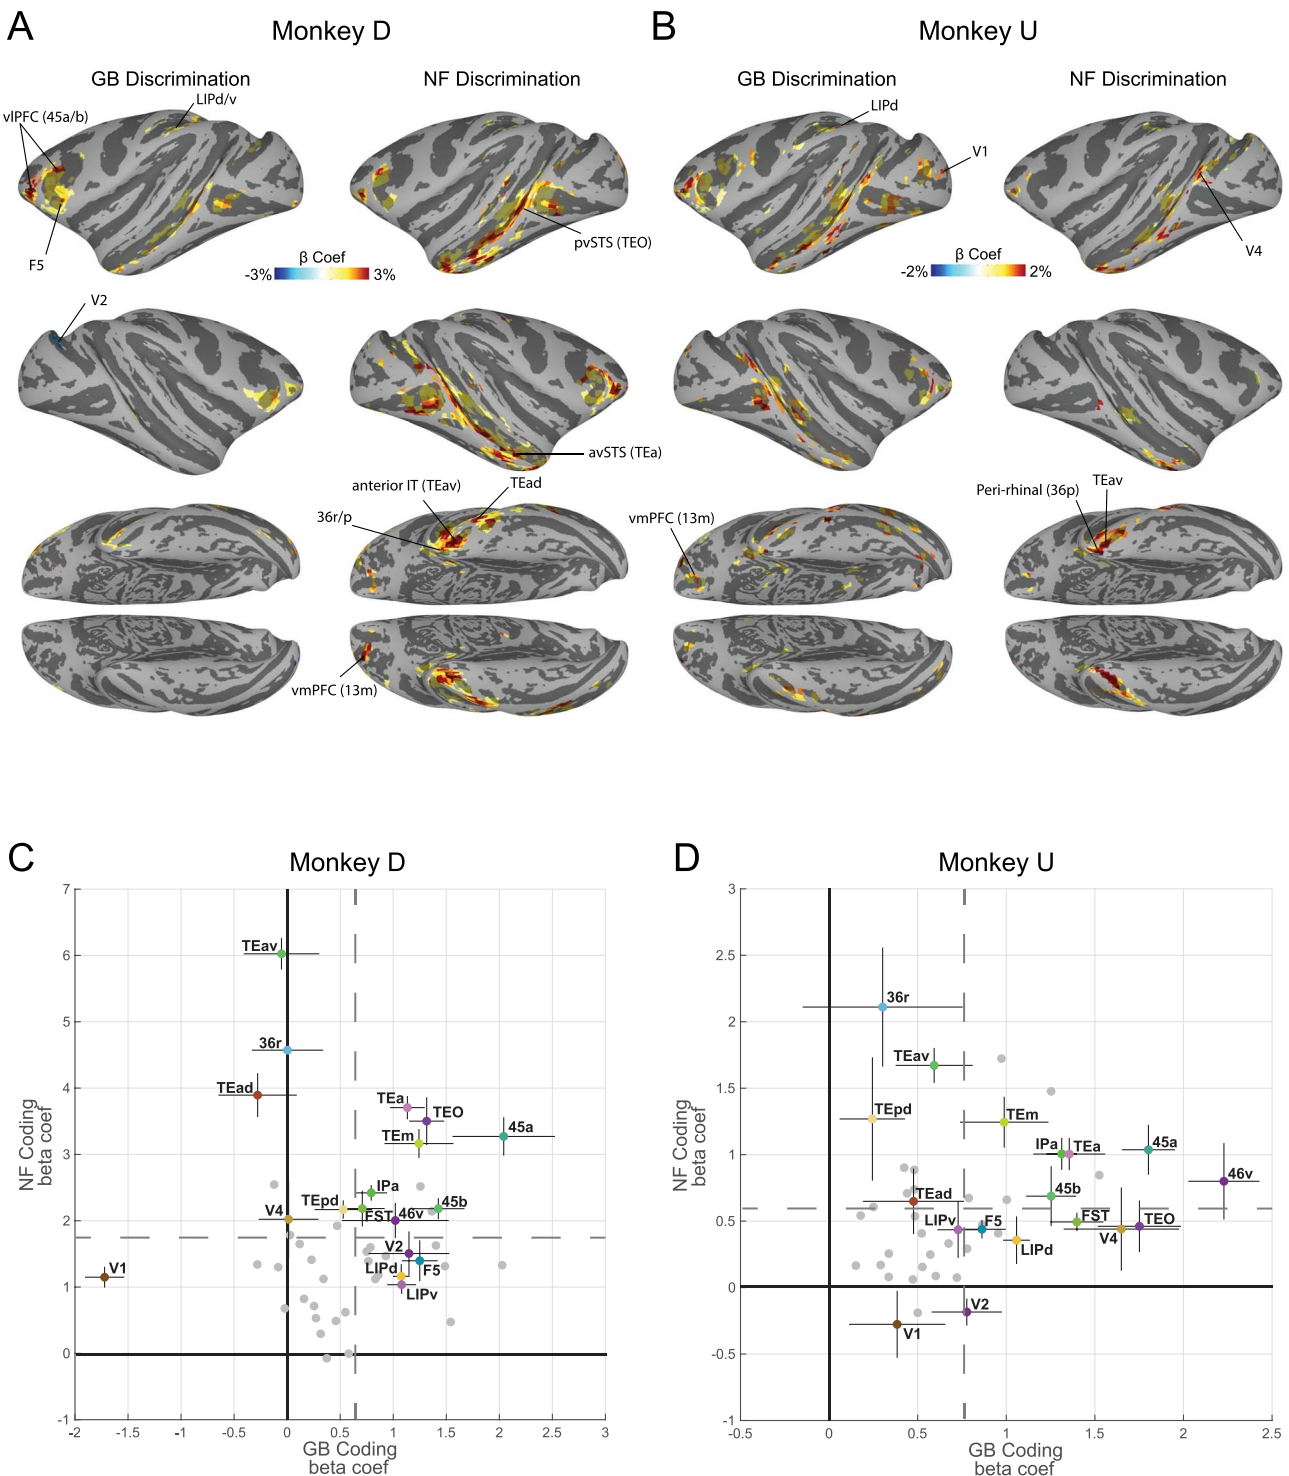 A
Monkey D
B
Monkey U
GB Discrimination
NF Discrimination
GB Discrimination
NF Discrimination
vlPFC (45a/b)
LIPd/v
LIPd
V1
F5
β Coef
-3%
3%
pvSTS (TEO)
β Coef
-2%
2%
V4
V2
avSTS (TEa)
anterior IT (TEav)
TEad
36r/p
vmPFC (13m)
Peri-rhinal (36p)
TEav
vmPFC (13m)
C
Monkey D
NF Coding
beta coef
7
6
5
4
3
2
1
0
-1
TEav
36r
TEad
TEa
TEO
TEm
45a
IPa
TEpd
FST
46v
45b
V4
V2
V1
LIPd
F5
LIPv
-2
-1.5
-1
-0.5
0
0.5
1
1.5
2
2.5
3
GB Coding
beta coef
D
Monkey U
NF Coding
beta coef
3
2.5
2
1.5
1
0.5
0
-0.5
-1
36r
TEav
TEpd
TEm
IPa
TEa
45a
46v
TEad
45b
LIPv
F5
FST
TEO
LIPd
V4
V2
V1
-0.5
0
0.5
1
1.5
2
2.5
GB Coding
beta coef